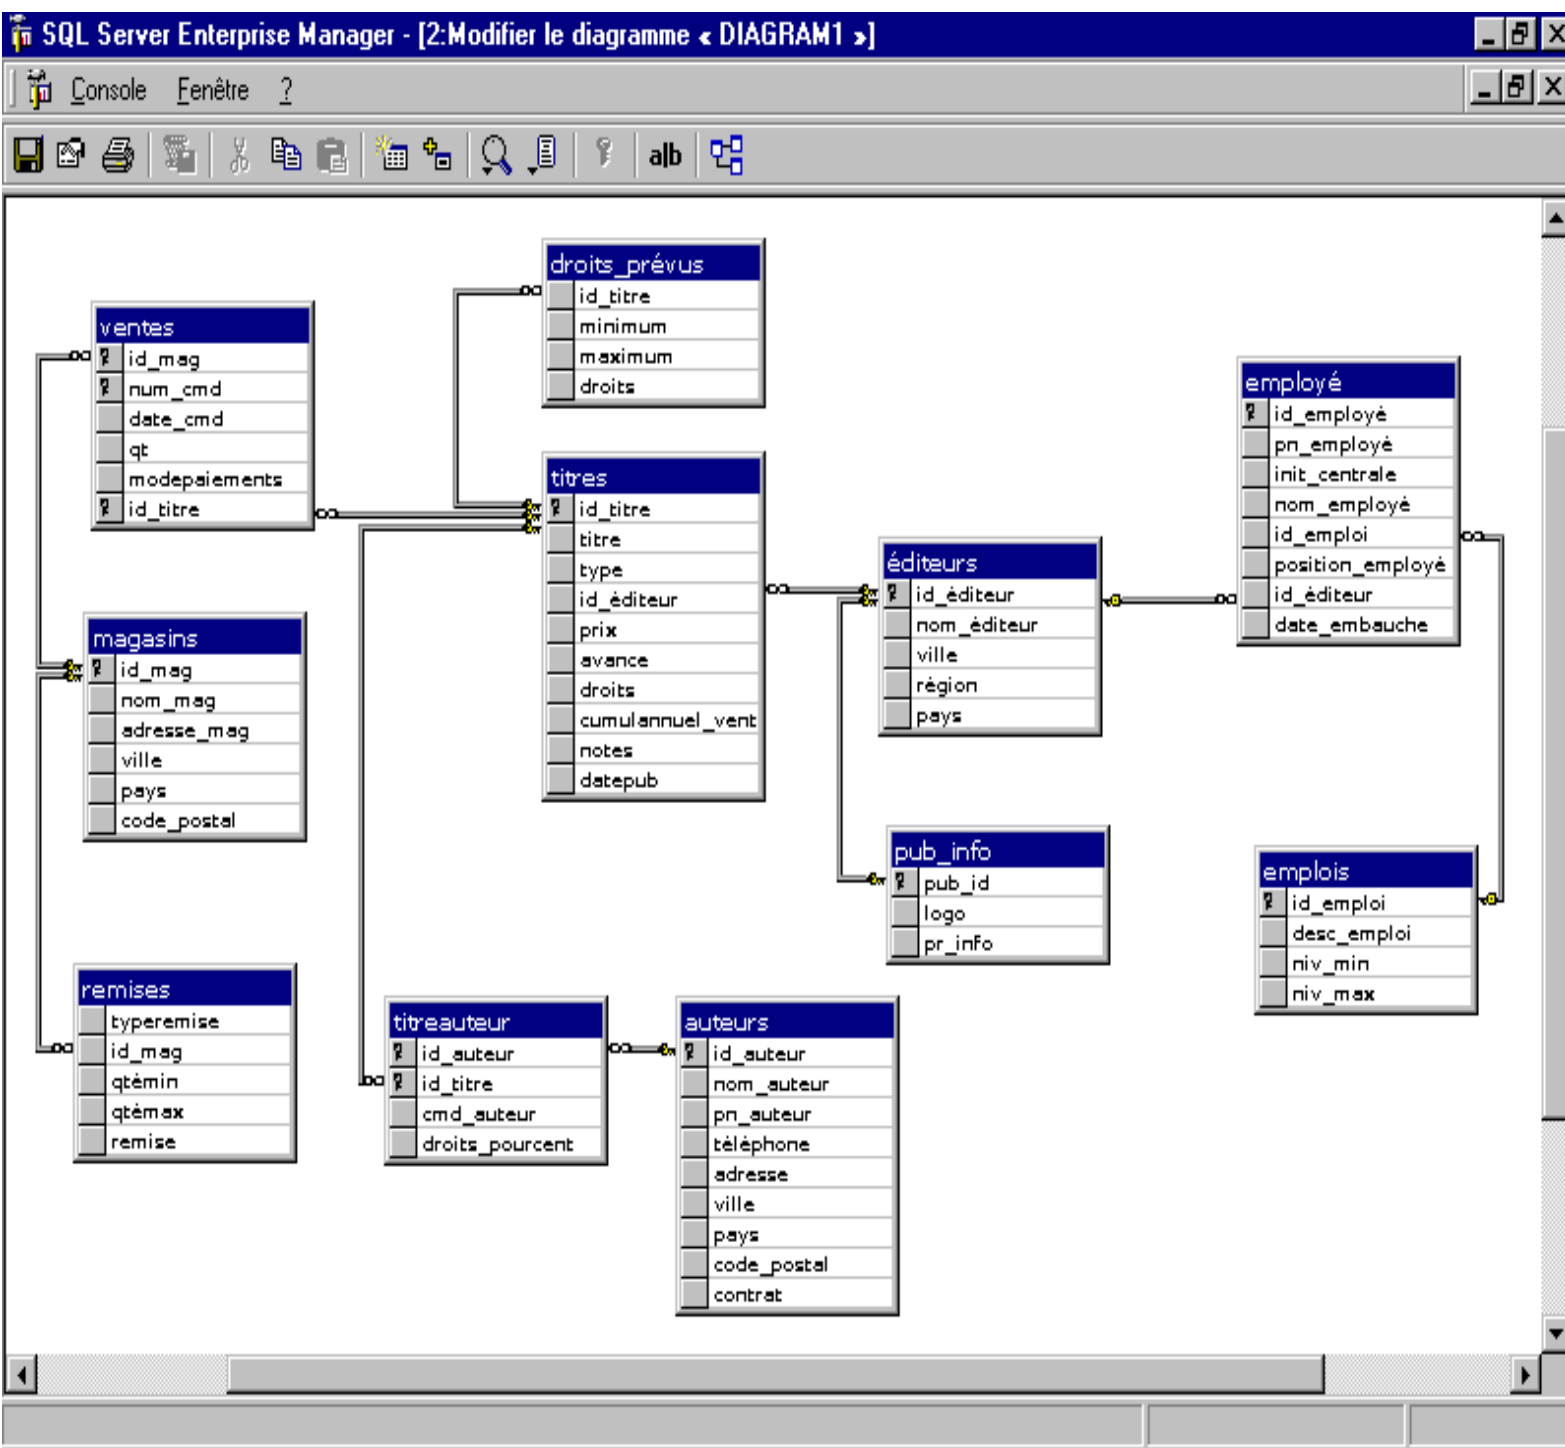 SQL Server Enterprise Manager - [2:Modifier le diagramme « DIAGRAM1 »]
Console Fenêtre ?
a|b
droits_prévus
id_titre
minimum
maximum
droits
ventes
id_mag
num_cmd
date_cmd
qt
modepaiements
id_titre
titres
id_titre
titre
type
id_éditeur
prix
avance
droits
cumulannuel_vent
notes
datepub
employé
id_employé
pn_employé
init_centrale
nom_employé
id_emploi
position_employé
id_éditeur
date_embauche
éditeurs
id_éditeur
nom_éditeur
ville
région
pays
magasins
id_mag
nom_mag
adresse_mag
ville
pays
code_postal
pub_info
pub_id
logo
pr_info
emplois
id_emploi
desc_emploi
niv_min
niv_max
remises
typeremise
id_mag
qtémin
qtémax
remise
titreauteur
id_auteur
id_titre
cmd_auteur
droits_pourcent
auteurs
id_auteur
nom_auteur
pn_auteur
téléphone
adresse
ville
pays
code_postal
contrat